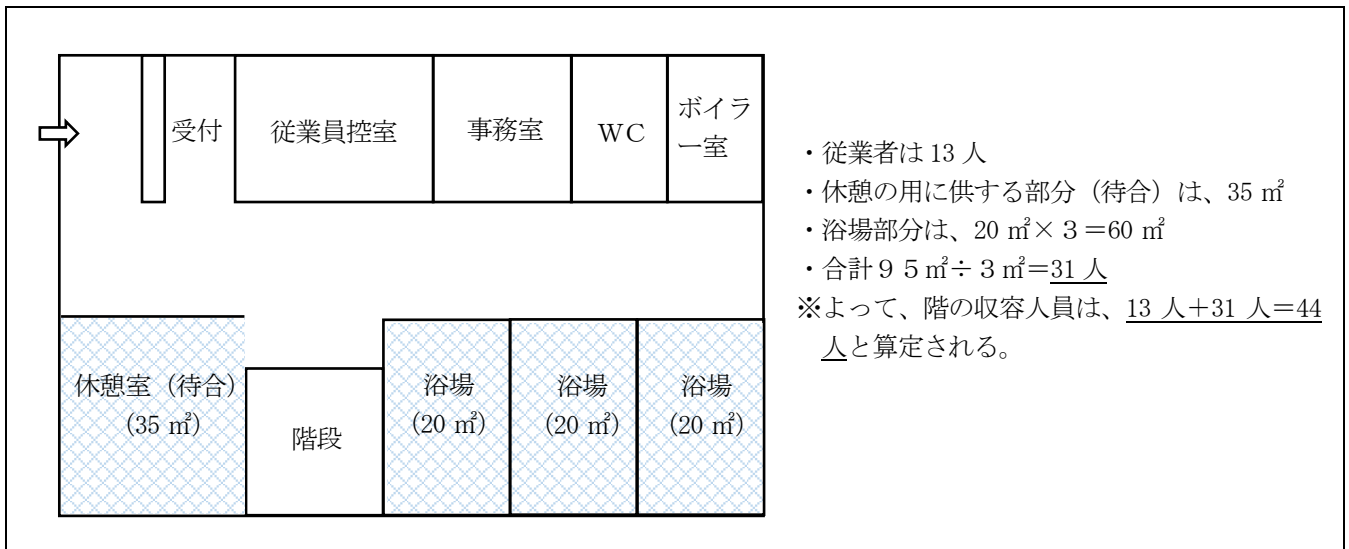 受付
従業員控室
事務室
WC
ボイラ
ー室
・従業者は 13 人
・休憩の用に供する部分（待合）は、35 ㎡
・浴場部分は、20 ㎡×３＝60 ㎡
・合計９５㎡÷３㎡＝31 人
※よって、階の収容人員は、13 人＋31 人＝44
人と算定される。
休憩室（待合）
(35 ㎡)
階段
浴場
(20 ㎡)
浴場
(20 ㎡)
浴場
(20 ㎡)